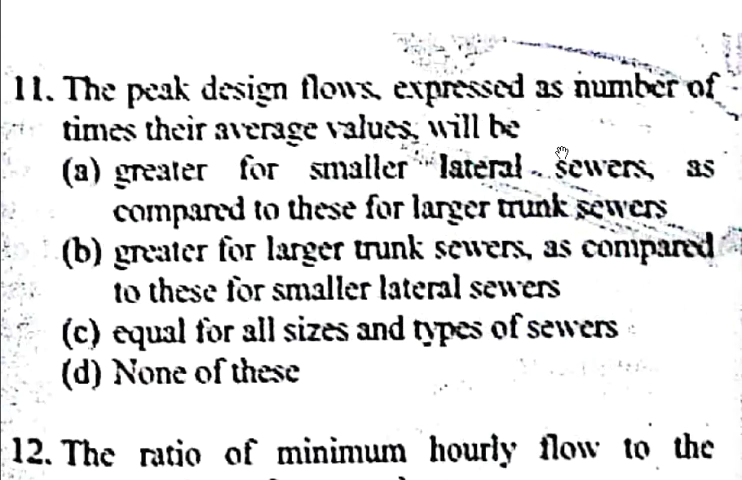 11. The peak design flows, expressed as number of
times their average values, will be
(a) greater for smaller lateral sewers, as
compared to these for larger trunk sewers
(b) greater for larger trunk sewers, as compared
to these for smaller lateral sewers
(c) equal for all sizes and types of sewers
(d) None of these
12. The ratio of minimum hourly flow to the